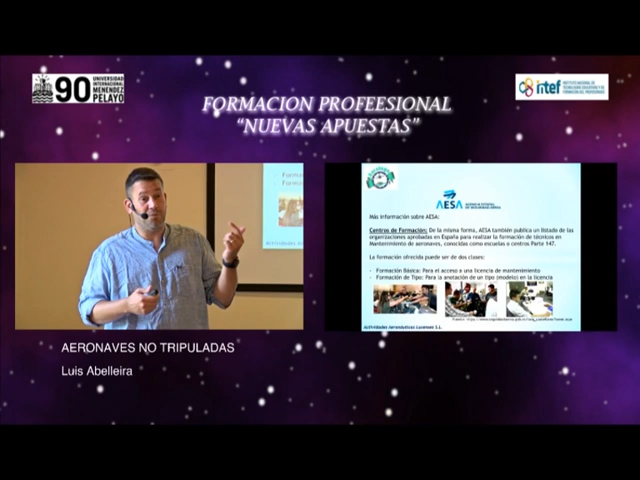 90
UNIVERSIDAD
INTERNACIONAL
MENENDEZ
PELAYO
intef
INSTITUTO NACIONAL DE
TECNOLOGÍAS EDUCATIVAS Y DE
FORMACIÓN DEL PROFESORADO
FORMACION PROFEESIONAL
“NUEVAS APUESTAS”
AESA
Más información sobre AESA:
Centros de Formación: De la misma forma, AESA también publica un listado de las
organizaciones aprobadas en España para realizar la formación de técnicos en
Mantenimiento de aeronaves, conocidas como escuelas o centros Parte 147.
La formación ofrecida puede ser de dos clases:
- Formación Básica: Para el acceso a una licencia de mantenimiento
- Formación de Tipo: Para la anotación de un tipo (modelo) en la licencia
Actividades Aeronáuticas S.L.
AERONAVES NO TRIPULADAS
Luis Abelleira